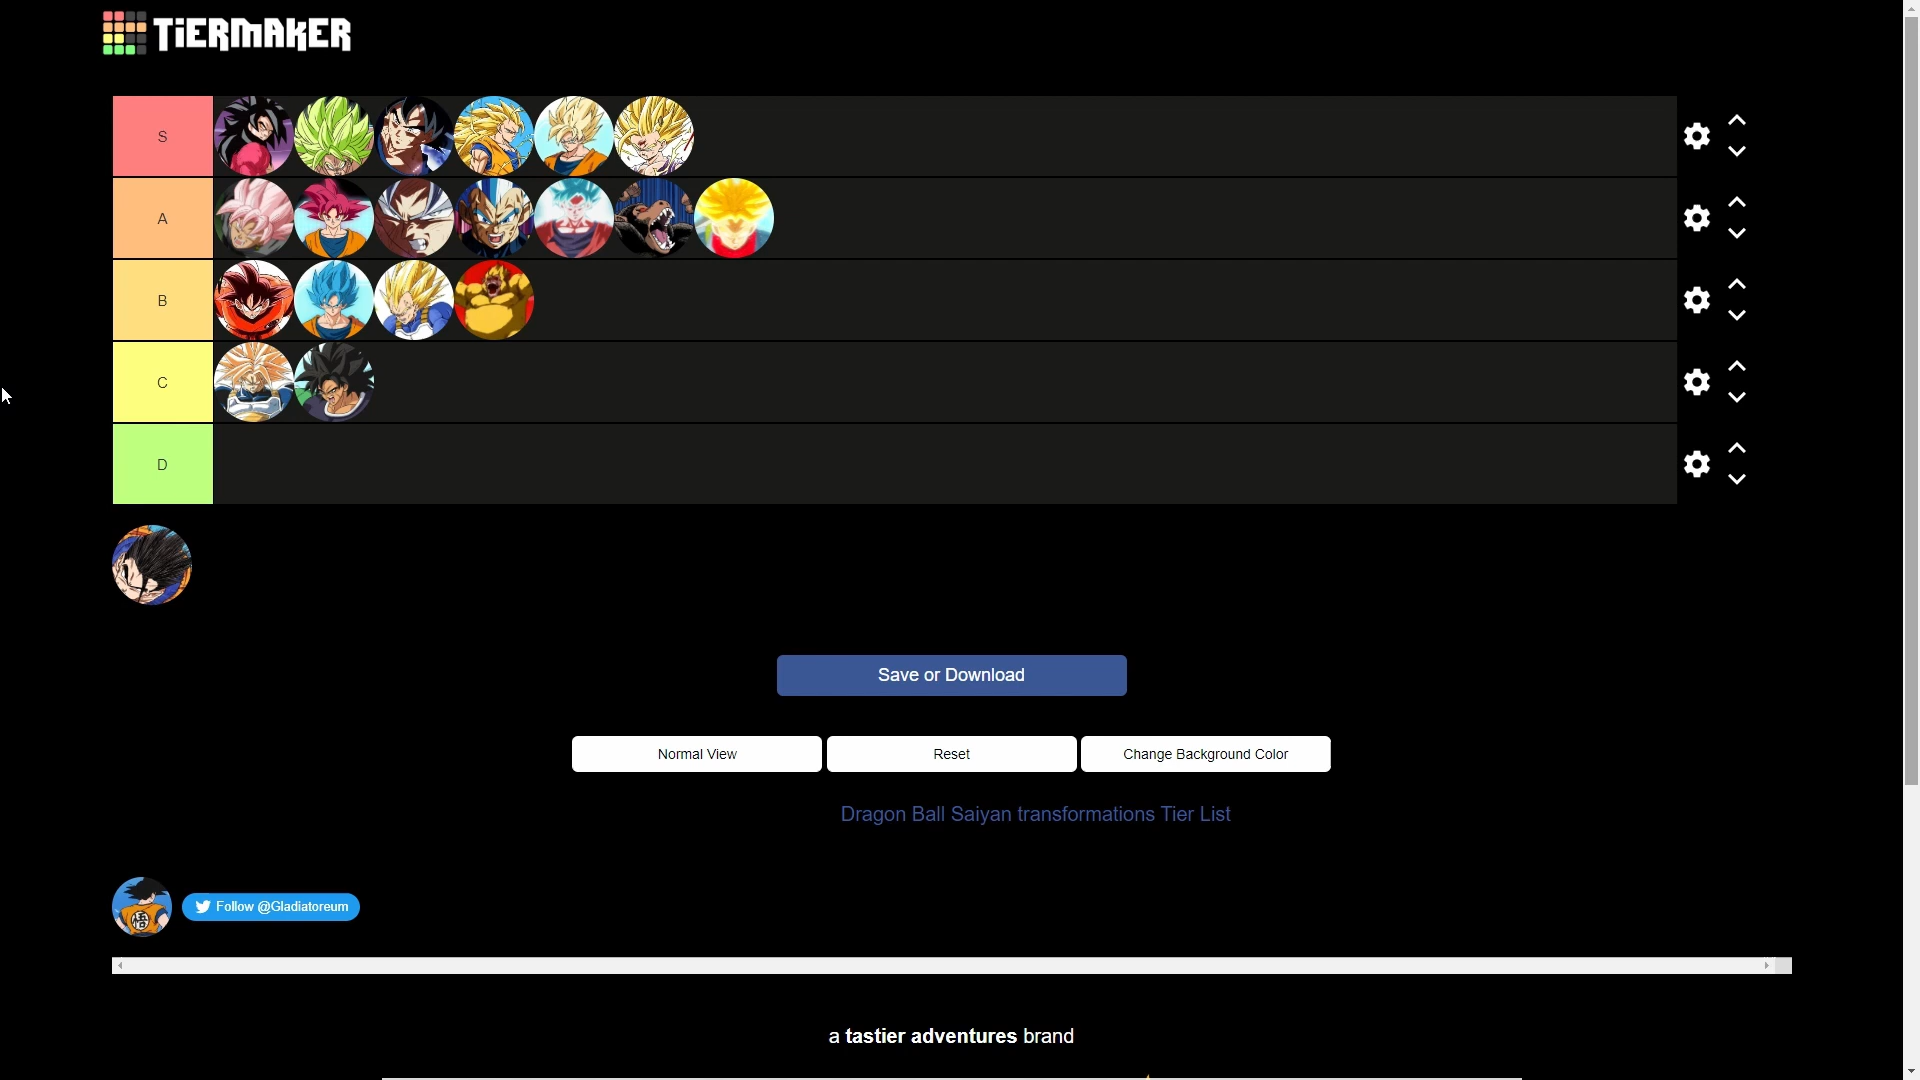 TiERMAKER
S
A
B
C
D
Save or Download
Normal View
Reset
Change Background Color
Dragon Ball Saiyan transformations Tier List
悟
Follow @Gladiatoreum
a tastier adventures brand